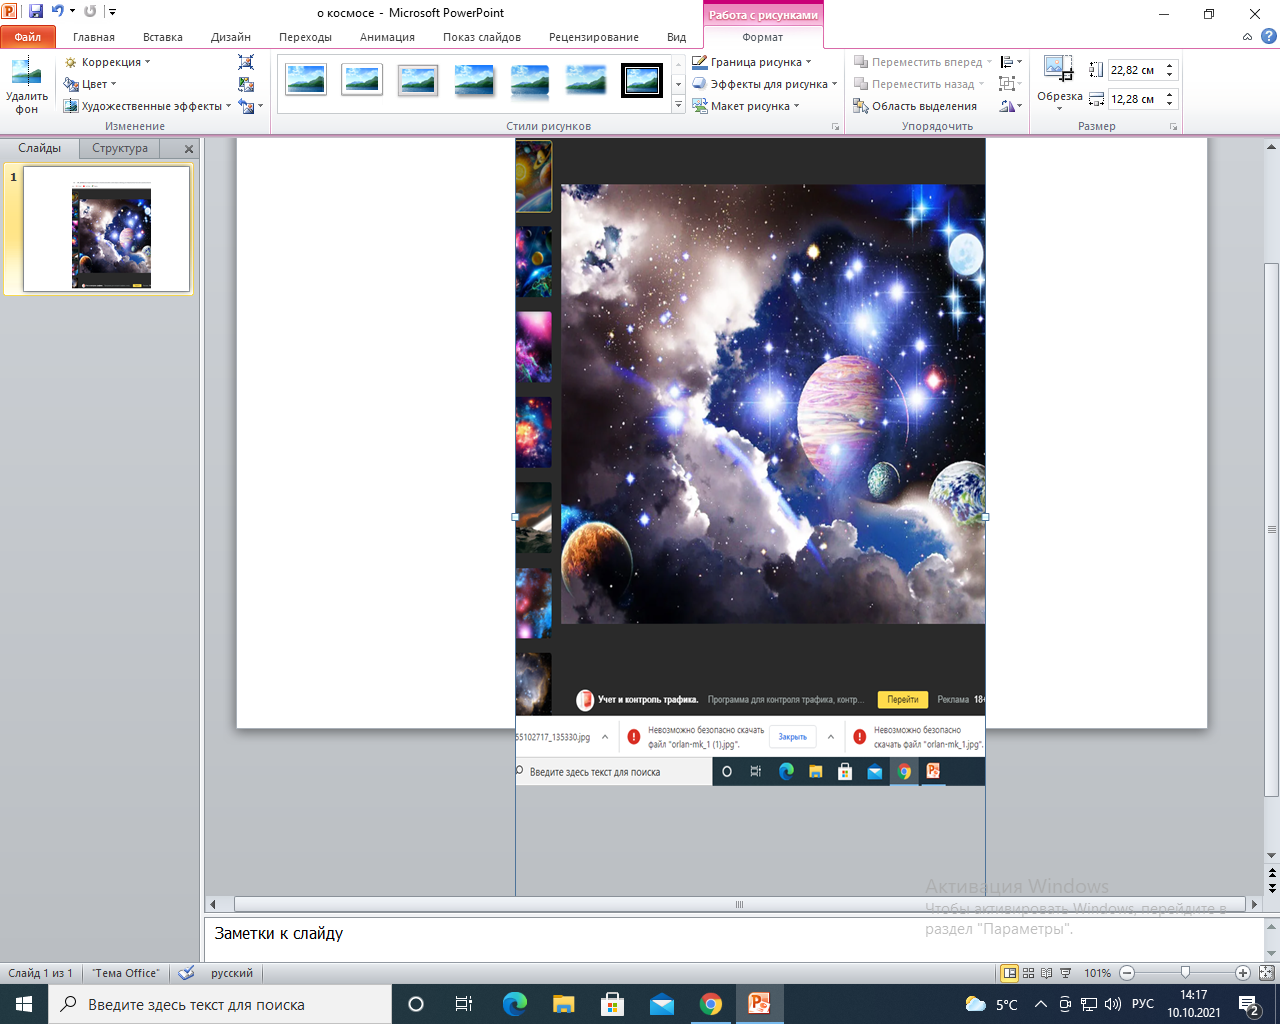 о космосе - Microsoft PowerPoint
Работа с рисунками
Файл Главная Вставка Дизайн Переходы Анимация Показ слайдов Рецензирование Вид Формат
Удалить фон
Коррекция
Цвет
Художественные эффекты
Изменение
Стили рисунков
Граница рисунка
Эффекты для рисунка
Макет рисунка
Переместить вперед
Переместить назад
Область выделения
Упорядочить
Обрезка
22,82 см
12,28 см
Размер
Слайды Структура
1
Учет и контроль трафика. Программа для контроля трафика, контр... Перейти Реклама 18+
55102717_135330.jpg
Невозможно безопасно скачать
файл "orlan-mk_1 (1).jpg".
Закрыть
Невозможно безопасно
скачать файл "orlan-mk_1.jpg".
Введите здесь текст для поиска
Активация Windows
Чтобы активировать Windows, перейдите в
раздел "Параметры".
Заметки к слайду
Слайд 1 из 1 "Тема Office" русский 101%
Введите здесь текст для поиска
5°C
РУС
14:17
10.10.2021
2